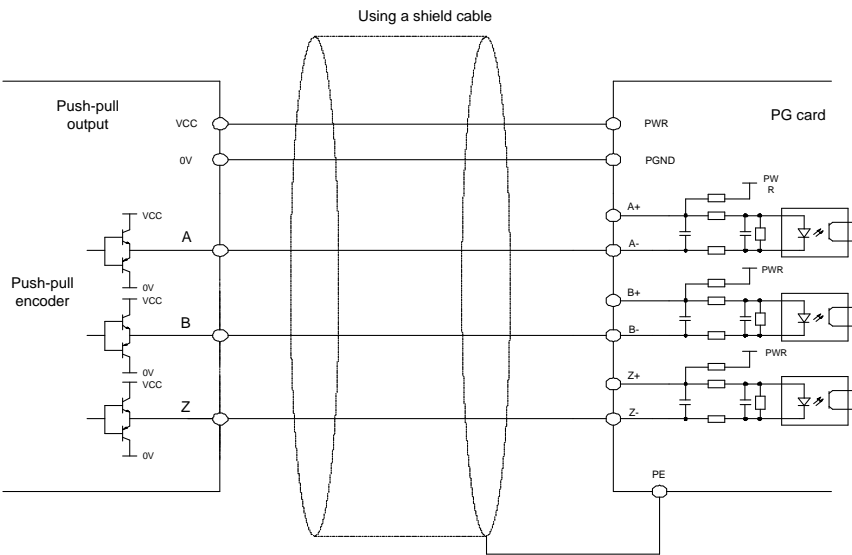 Using a shield cable
Push-pull
output
VCC
PWR
PG card
0V
PGND
PW
R
A+
VCC
A
A-
0V
Push-pull
encoder
VCC
PWR
B+
B
B-
0V
VCC
PWR
Z+
Z
Z-
0V
PE